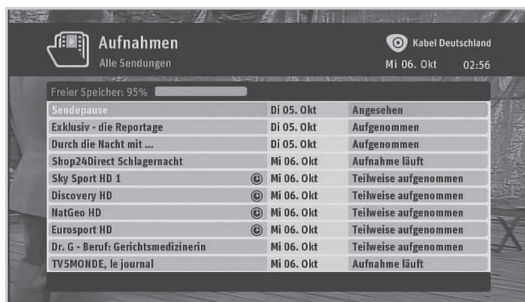 Aufnahmen
Alle Sendungen
Kabel Deutschland
Mi 06. Okt 02:56
Freier Speicher: 95%
Sendepause Di 05. Okt Angesehen
Exklusiv - die Reportage Di 05. Okt Aufgenommen
Durch die Nacht mit ... Di 05. Okt Aufgenommen
Shop24Direct Schlagernacht Mi 06. Okt Aufnahme läuft
Sky Sport HD 1 © Mi 06. Okt Teilweise aufgenommen
Discovery HD © Mi 06. Okt Teilweise aufgenommen
NatGeo HD © Mi 06. Okt Teilweise aufgenommen
Eurosport HD © Mi 06. Okt Teilweise aufgenommen
Dr. G - Beruf: Gerichtsmedizinerin Mi 06. Okt Teilweise aufgenommen
TV5MONDE, le journal Mi 06. Okt Aufnahme läuft